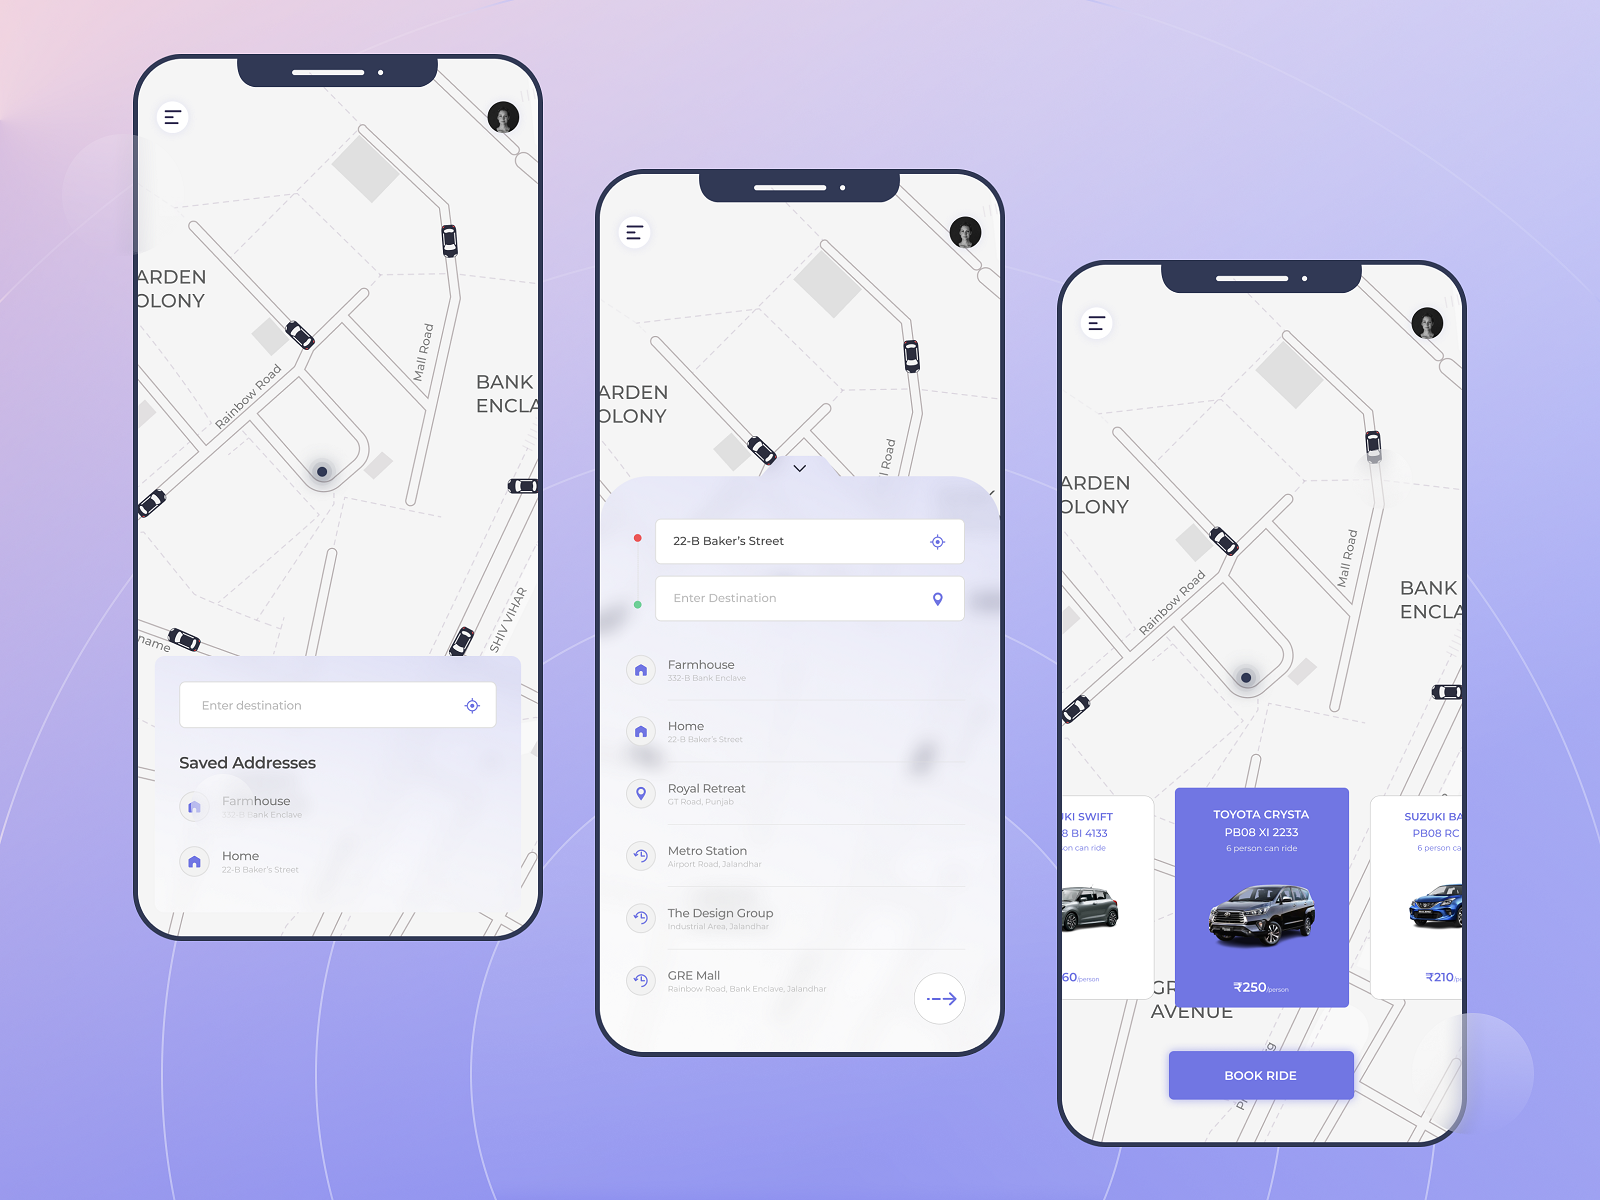 ARDEN
OLONY
Mall Road
BANK
ENCLA
Rainbow Road
SHIV VIHAR
name
Enter destination
Saved Addresses
Farmhouse
332-B Bank Enclave
Home
22-B Baker's Street
ARDEN
OLONY
l Road
22-B Baker's Street
Enter Destination
Farmhouse
332-B Bank Enclave
Home
22-B Baker's Street
Royal Retreat
GT Road, Punjab
Metro Station
Airport Road, Jalandhar
The Design Group
Industrial Area, Jalandhar
GRE Mall
Rainbow Road, Bank Enclave, Jalandhar
ARDEN
OLONY
Mall Road
BANK
ENCLA
Rainbow Road
UKI SWIFT
8 BI 4133
on can ride
60/person
TOYOTA CRYSTA
PB08 XI 2233
6 person can ride
₹250/person
SUZUKI BA
PB08 RC
6 person ca
₹210/p
GR
AVENUE
BOOK RIDE